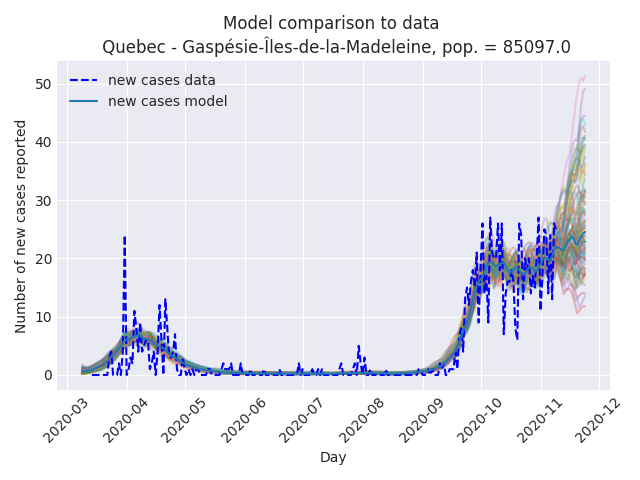 Model comparison to data
Quebec - Gaspésie-Îles-de-la-Madeleine, pop. = 85097.0
new cases data
new cases model
Number of new cases reported
50
40
30
20
10
0
2020-03
2020-04
2020-05
2020-06
2020-07
2020-08
2020-09
2020-10
2020-11
2020-12
Day